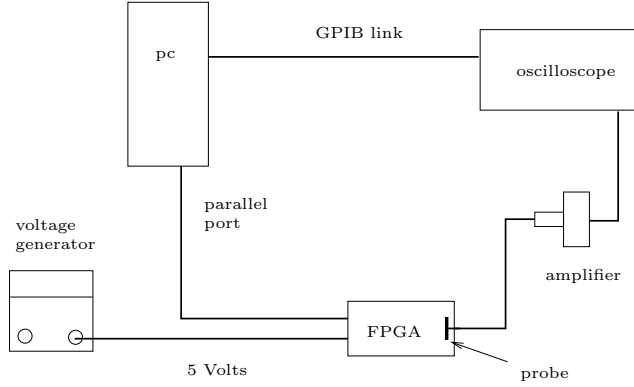 GPIB link
pc
oscilloscope
parallel
port
voltage
generator
amplifier
FPGA
5 Volts
probe